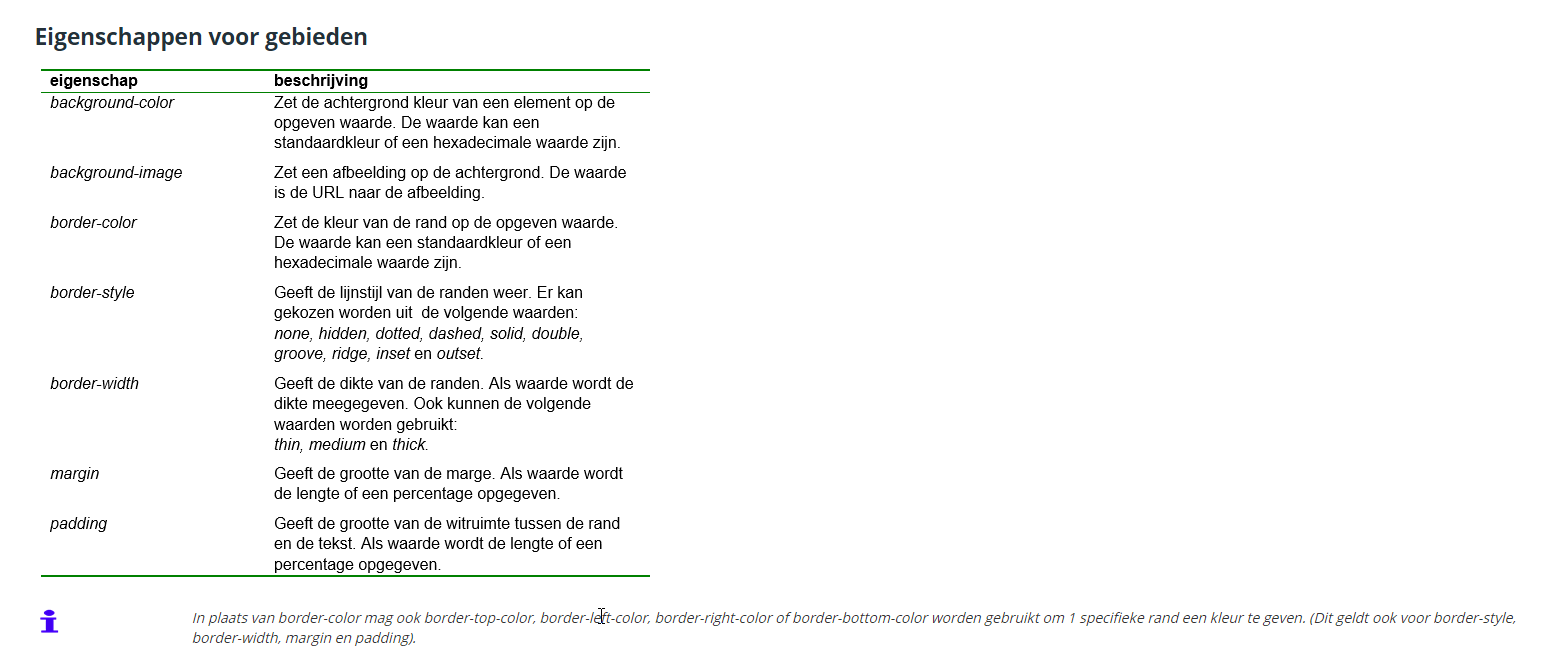 Eigenschappen voor gebieden
eigenschap beschrijving
background-color Zet de achtergrond kleur van een element op de
opgeven waarde. De waarde kan een
standaardkleur of een hexadecimale waarde zijn.
background-image Zet een afbeelding op de achtergrond. De waarde
is de URL naar de afbeelding.
border-color Zet de kleur van de rand op de opgeven waarde.
De waarde kan een standaardkleur of een
hexadecimale waarde zijn.
border-style Geeft de lijnstijl van de randen weer. Er kan
gekozen worden uit  de volgende waarden:
none, hidden, dotted, dashed, solid, double,
groove, ridge, inset en outset.
border-width Geeft de dikte van de randen. Als waarde wordt de
dikte meegegeven. Ook kunnen de volgende
waarden worden gebruikt:
thin, medium en thick.
margin Geeft de grootte van de marge. Als waarde wordt
de lengte of een percentage opgegeven.
padding Geeft de grootte van de witruimte tussen de rand
en de tekst. Als waarde wordt de lengte of een
percentage opgegeven.
In plaats van border-color mag ook border-top-color, border-left-color, border-right-color of border-bottom-color worden gebruikt om 1 specifieke rand een kleur te geven. (Dit geldt ook voor border-style,
border-width, margin en padding).